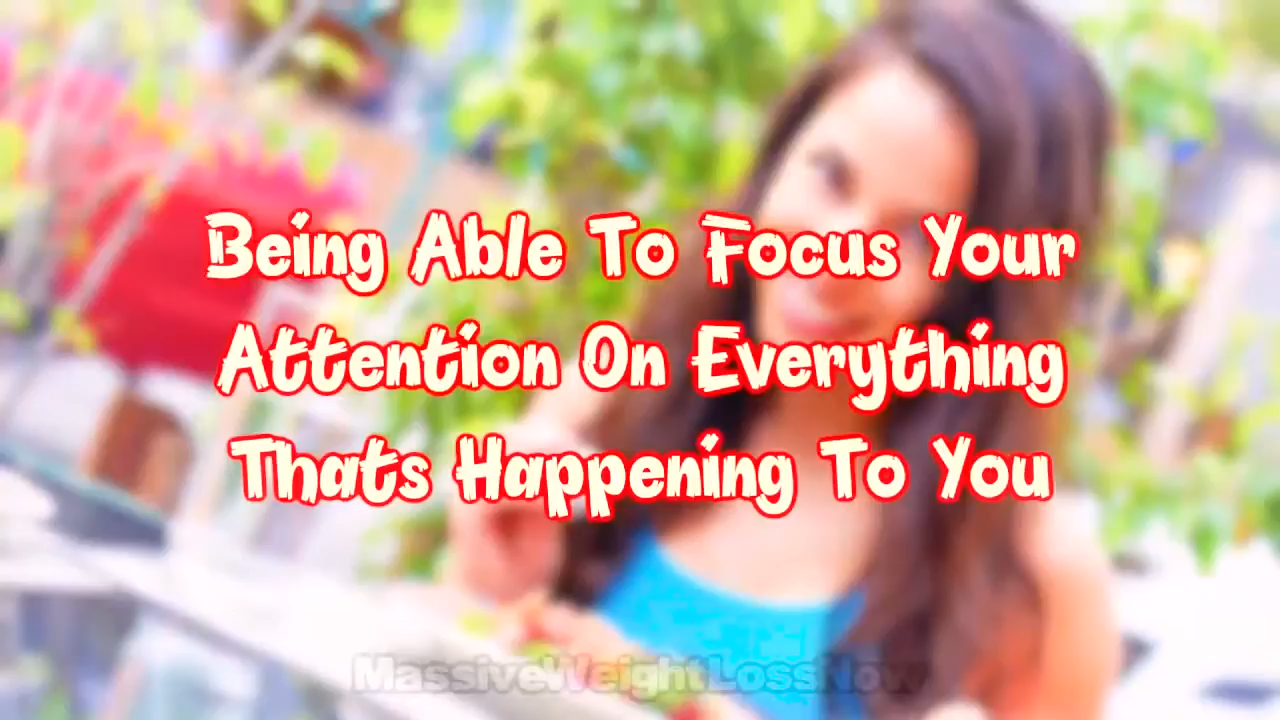 Being Able To Focus Your
Attention On Everything
Thats Happening To You
MassiveWeightLossNow